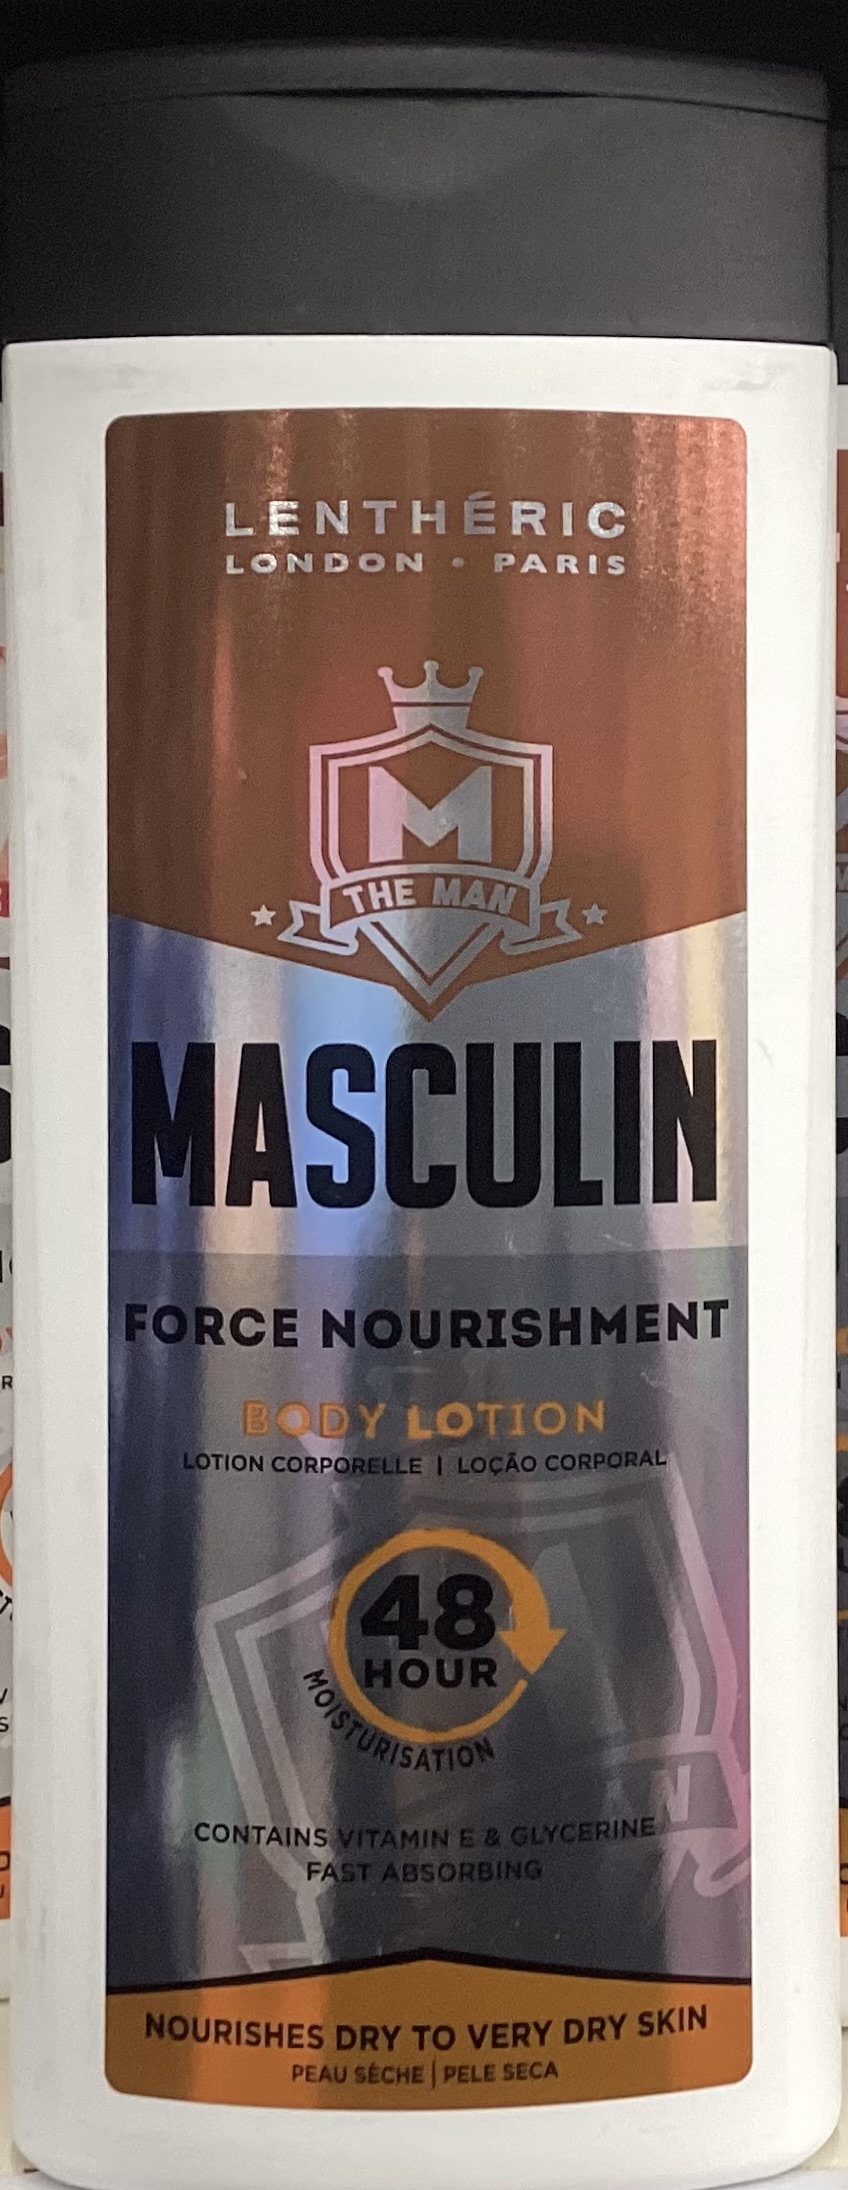 LENTHÉRIC
LONDON • PARIS
M
THE MAN
MASCULIN
FORCE NOURISHMENT
BODY LOTION
LOTION CORPORELLE | LOÇÃO CORPORAL
48
HOUR
MOISTURISATION
CONTAINS VITAMIN E & GLYCERINE
FAST ABSORBING
NOURISHES DRY TO VERY DRY SKIN
PEAU SÈCHE | PELE SECA